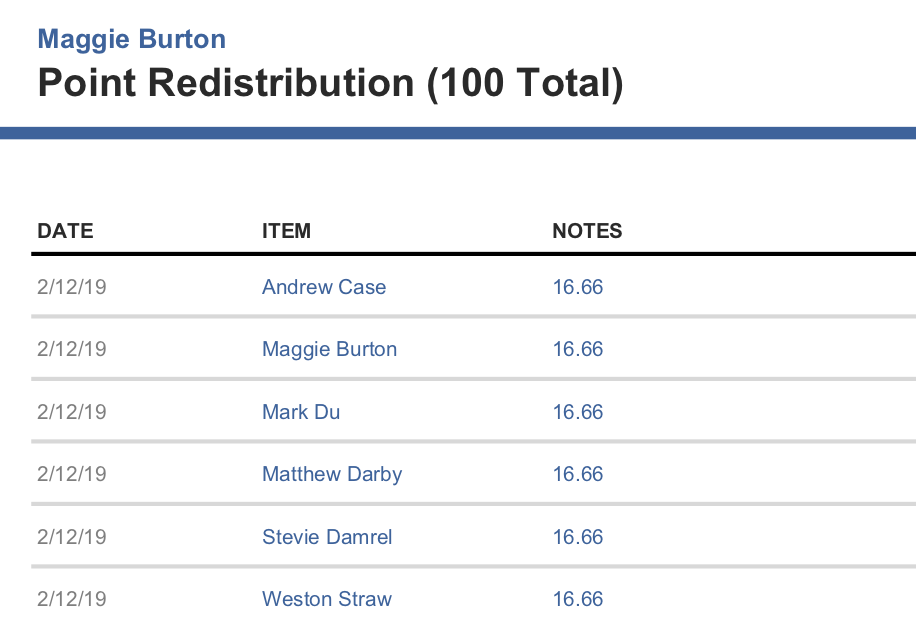 Maggie Burton
Point Redistribution (100 Total)
DATE ITEM NOTES
2/12/19 Andrew Case 16.66
2/12/19 Maggie Burton 16.66
2/12/19 Mark Du 16.66
2/12/19 Matthew Darby 16.66
2/12/19 Stevie Damrel 16.66
2/12/19 Weston Straw 16.66